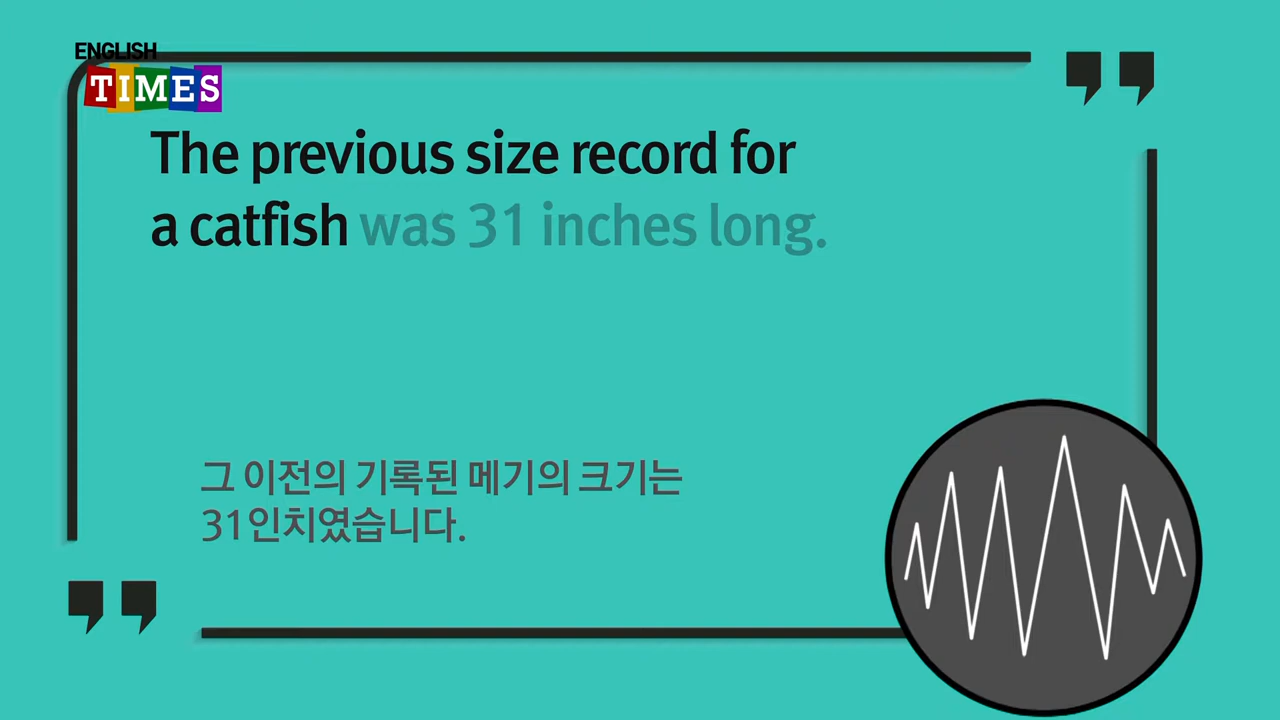 ENGLISH
TIMES
The previous size record for
a catfish was 31 inches long.
그 이전의 기록된 메기의 크기는
31인치였습니다.